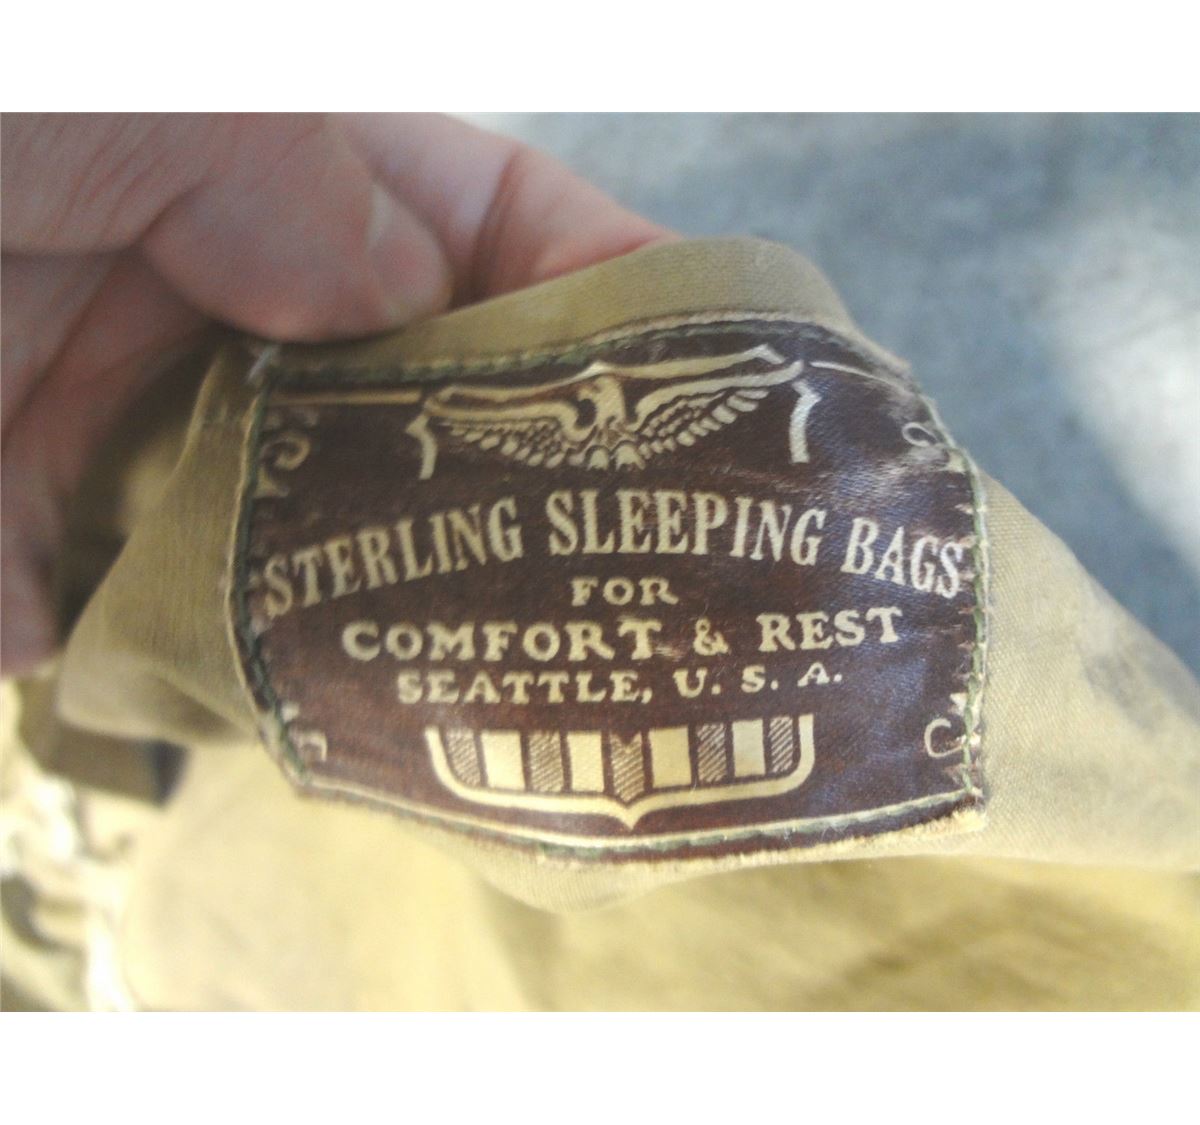 STERLING SLEEPING BAGS
FOR
COMFORT & REST
SEATTLE, U. S. A.